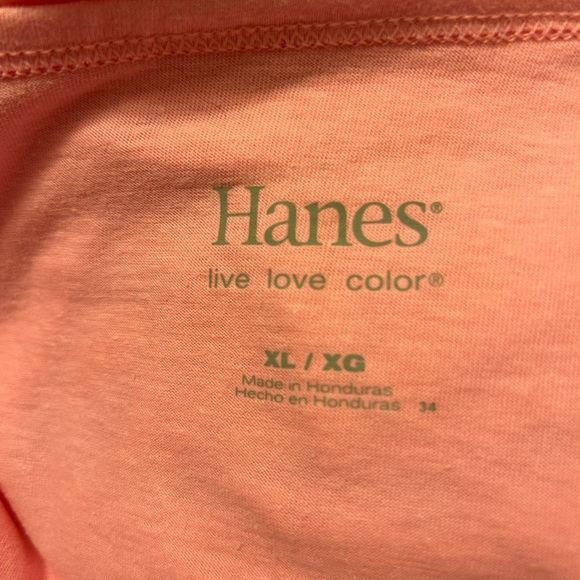 Hanes®
live love color®
XL / XG
Made in Honduras
Hecho en Honduras 34